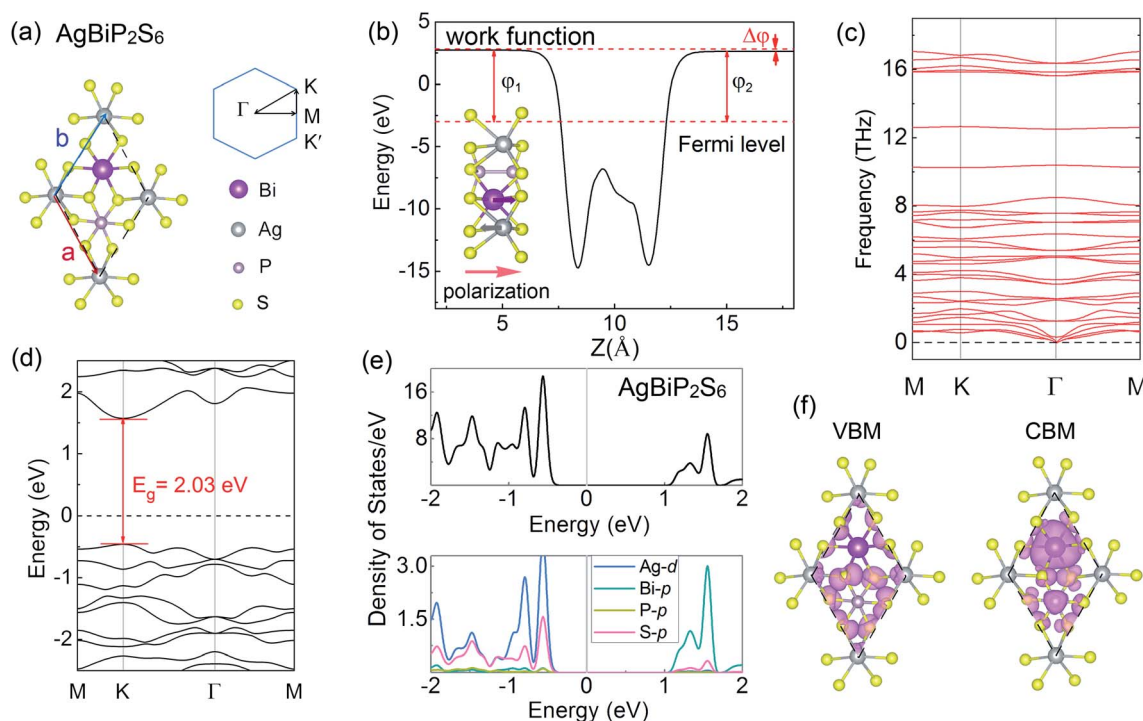 (a) AgBiP₂S₆
b
a
Γ
K
M
K′
Bi
Ag
P
S
(b)
work function
Δφ
φ₁
φ₂
Fermi level
polarization
Energy (eV)
5
0
-5
-10
-15
5
10
15
Z(Å)
(c)
Frequency (THz)
16
12
8
4
0
M K Γ M
(d)
Energy (eV)
2
1
0
-1
-2
E_g= 2.03 eV
M K Γ M
(e)
AgBiP₂S₆
Density of States/eV
16
8
-2 -1 0 1 2
Energy (eV)
3.0
1.5
Ag-d
Bi-p
P-p
S-p
-2 -1 0 1 2
Energy (eV)
(f)
VBM CBM